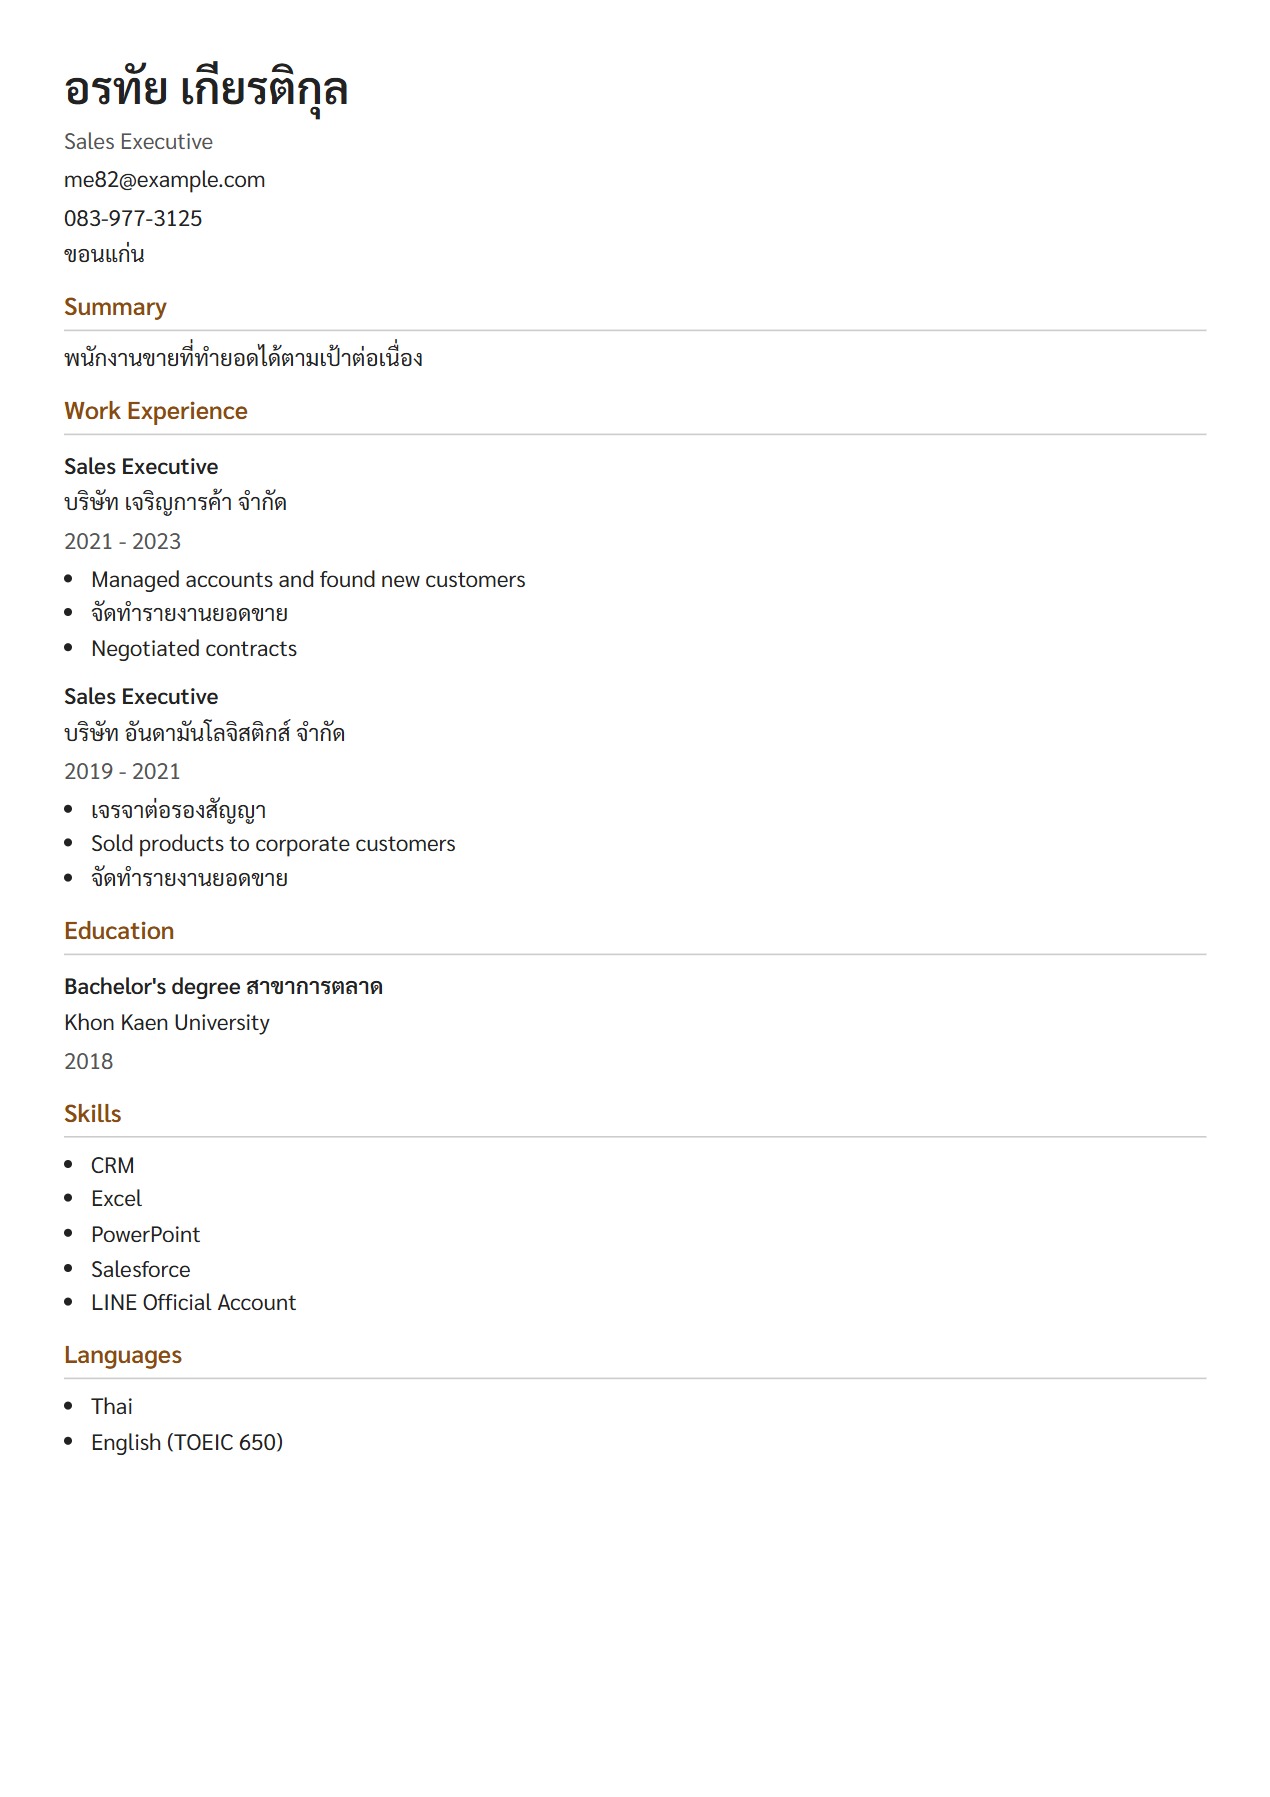 อรทัย เกียรติกุล
Sales Executive
me82@example.com
083-977-3125
ขอนแก่น
Summary
พนักงานขายที่ทำยอดได้ตามเป้าต่อเนื่อง
Work Experience
Sales Executive
บริษัท เจริญการค้า จำกัด
2021 - 2023
• Managed accounts and found new customers
• จัดทำรายงานยอดขาย
• Negotiated contracts
Sales Executive
บริษัท อันดามันโลจิสติกส์ จำกัด
2019 - 2021
• เจรจาต่อรองสัญญา
• Sold products to corporate customers
• จัดทำรายงานยอดขาย
Education
Bachelor's degree สาขาการตลาด
Khon Kaen University
2018
Skills
• CRM
• Excel
• PowerPoint
• Salesforce
• LINE Official Account
Languages
• Thai
• English (TOEIC 650)